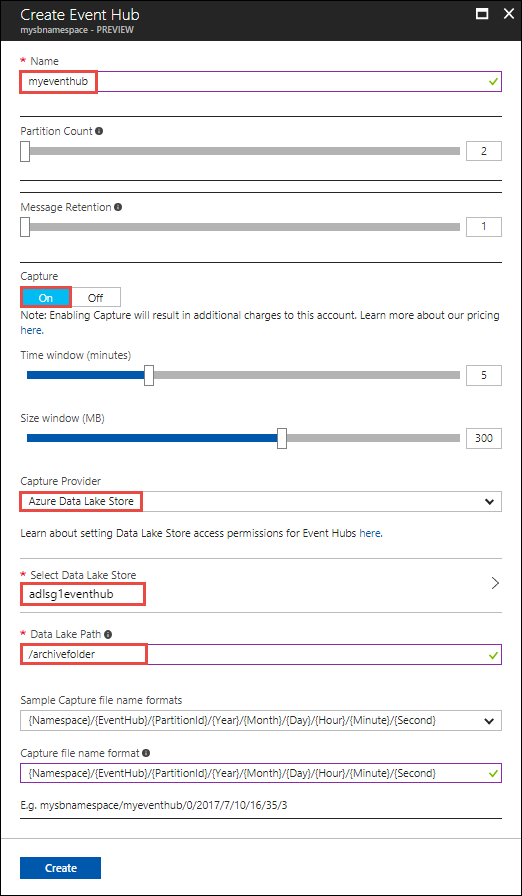 Create Event Hub
mysbnamespace - PREVIEW
* Name
myeventhub
Partition Count
2
Message Retention
1
Capture
On Off
Note: Enabling Capture will result in additional charges to this account. Learn more about our pricing
here.
Time window (minutes)
5
Size window (MB)
300
Capture Provider
Azure Data Lake Store
Learn about setting Data Lake Store access permissions for Event Hubs here.
* Select Data Lake Store
adlsg1eventhub
* Data Lake Path
/archivefolder
Sample Capture file name formats
{Namespace}/{EventHub}/{PartitionId}/{Year}/{Month}/{Day}/{Hour}/{Minute}/{Second}
Capture file name format
{Namespace}/{EventHub}/{PartitionId}/{Year}/{Month}/{Day}/{Hour}/{Minute}/{Second}
E.g. mysbnamespace/myeventhub/0/2017/7/10/16/35/3
Create